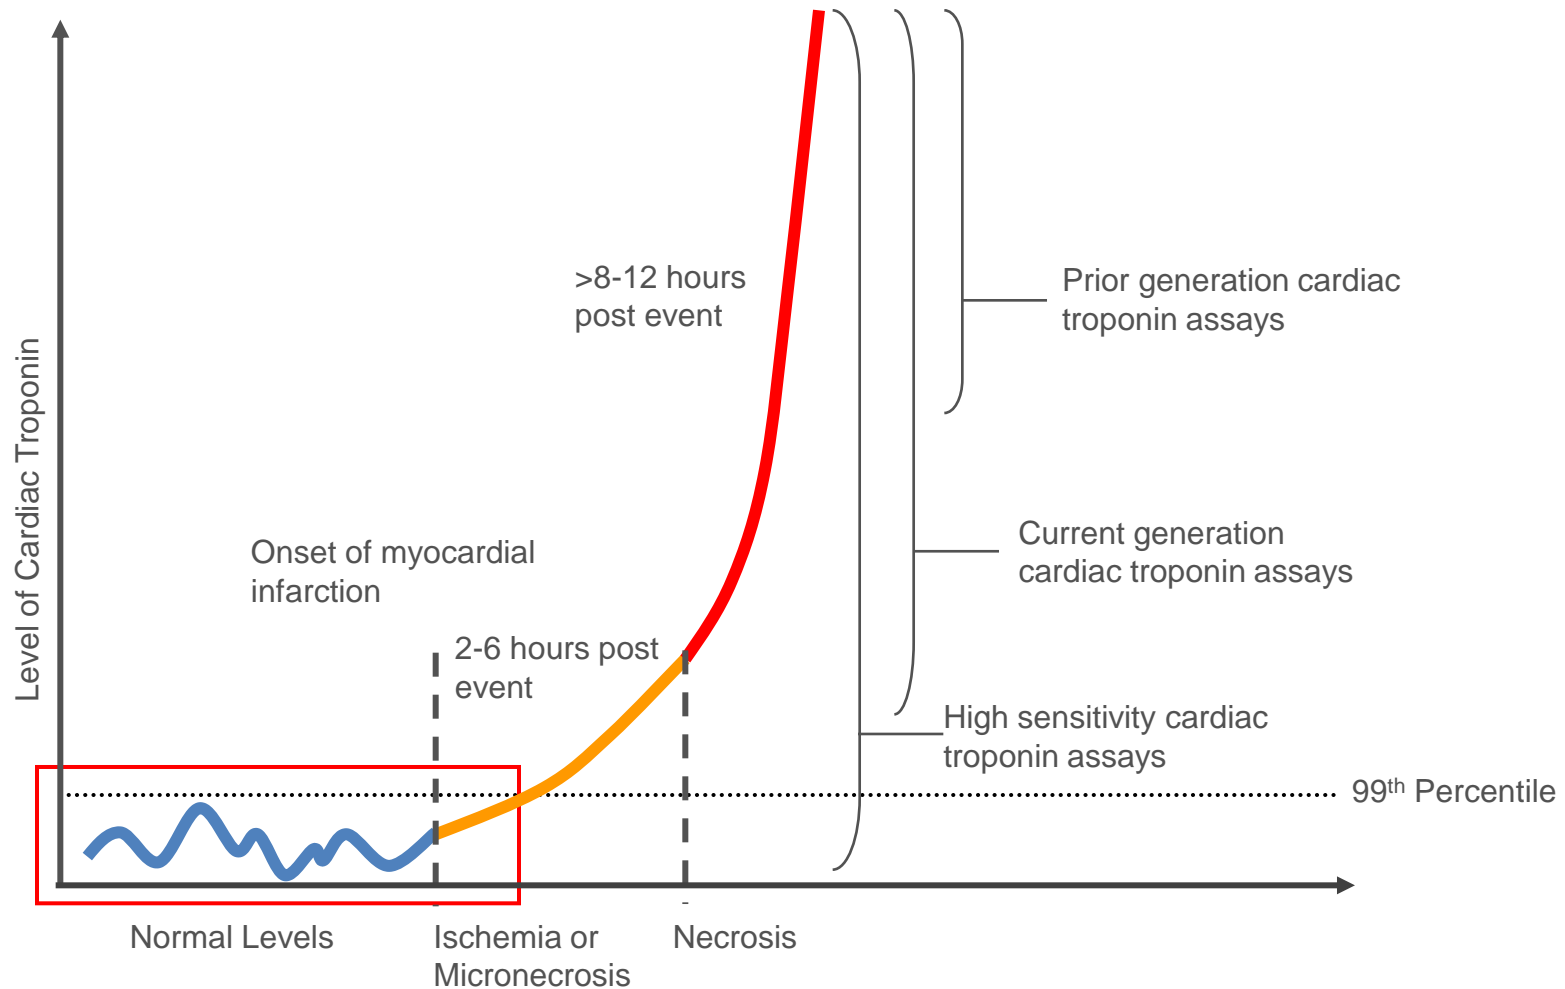 Level of Cardiac Troponin
>8-12 hours
post event
Prior generation cardiac
troponin assays
Onset of myocardial
infarction
Current generation
cardiac troponin assays
2-6 hours post
event
High sensitivity cardiac
troponin assays
99th Percentile
Normal Levels
Ischemia or
Micronecrosis
Necrosis